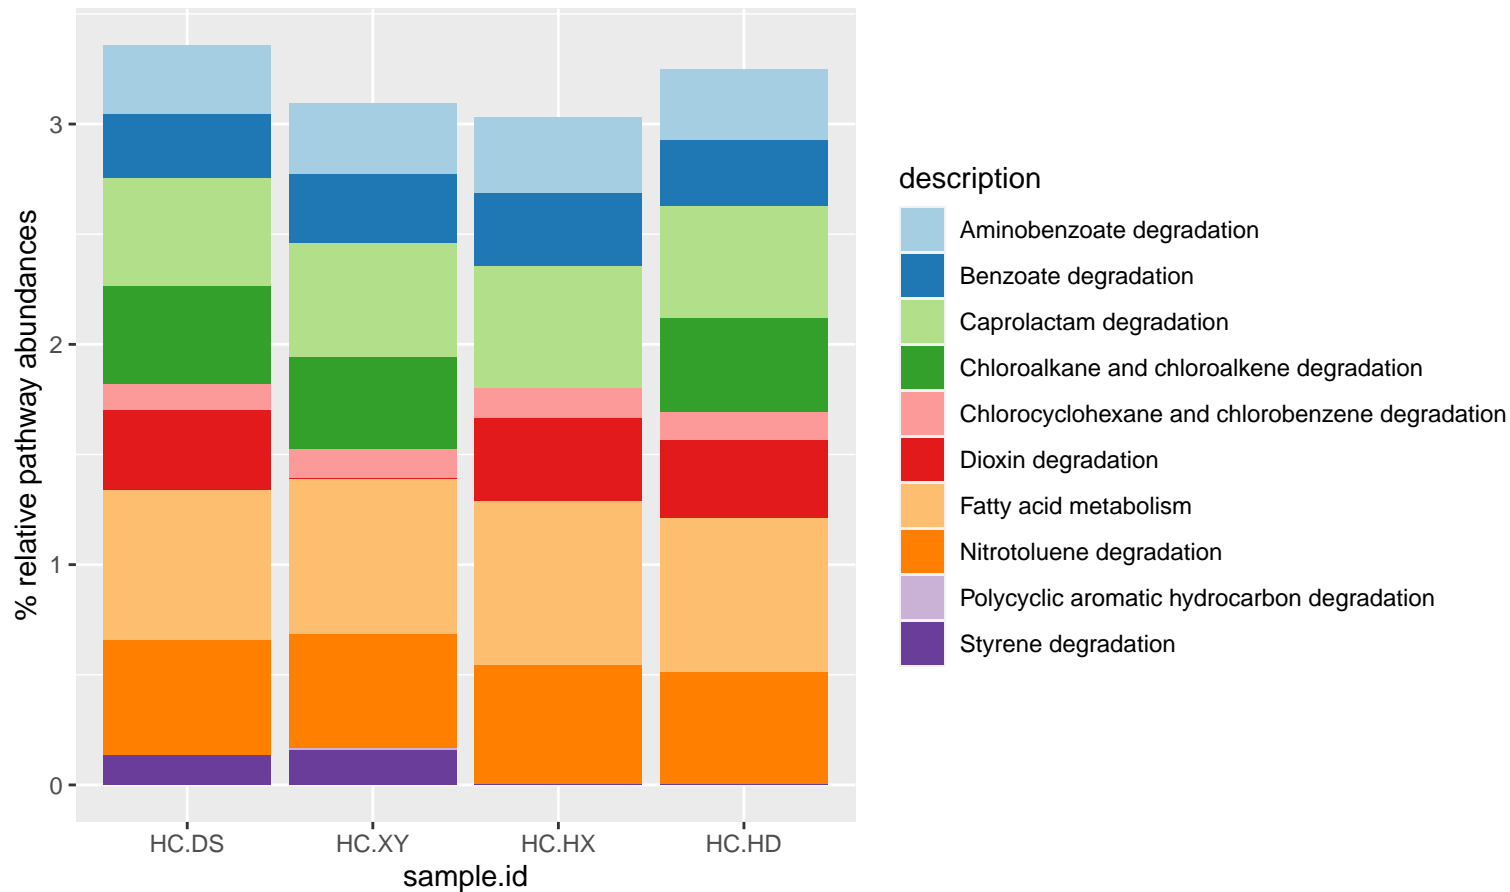 % relative pathway abundances
3
2
1
0
HC.DS
HC.XY
HC.HX
HC.HD
sample.id
description
Aminobenzoate degradation
Benzoate degradation
Caprolactam degradation
Chloroalkane and chloroalkene degradation
Chlorocyclohexane and chlorobenzene degradation
Dioxin degradation
Fatty acid metabolism
Nitrotoluene degradation
Polycyclic aromatic hydrocarbon degradation
Styrene degradation